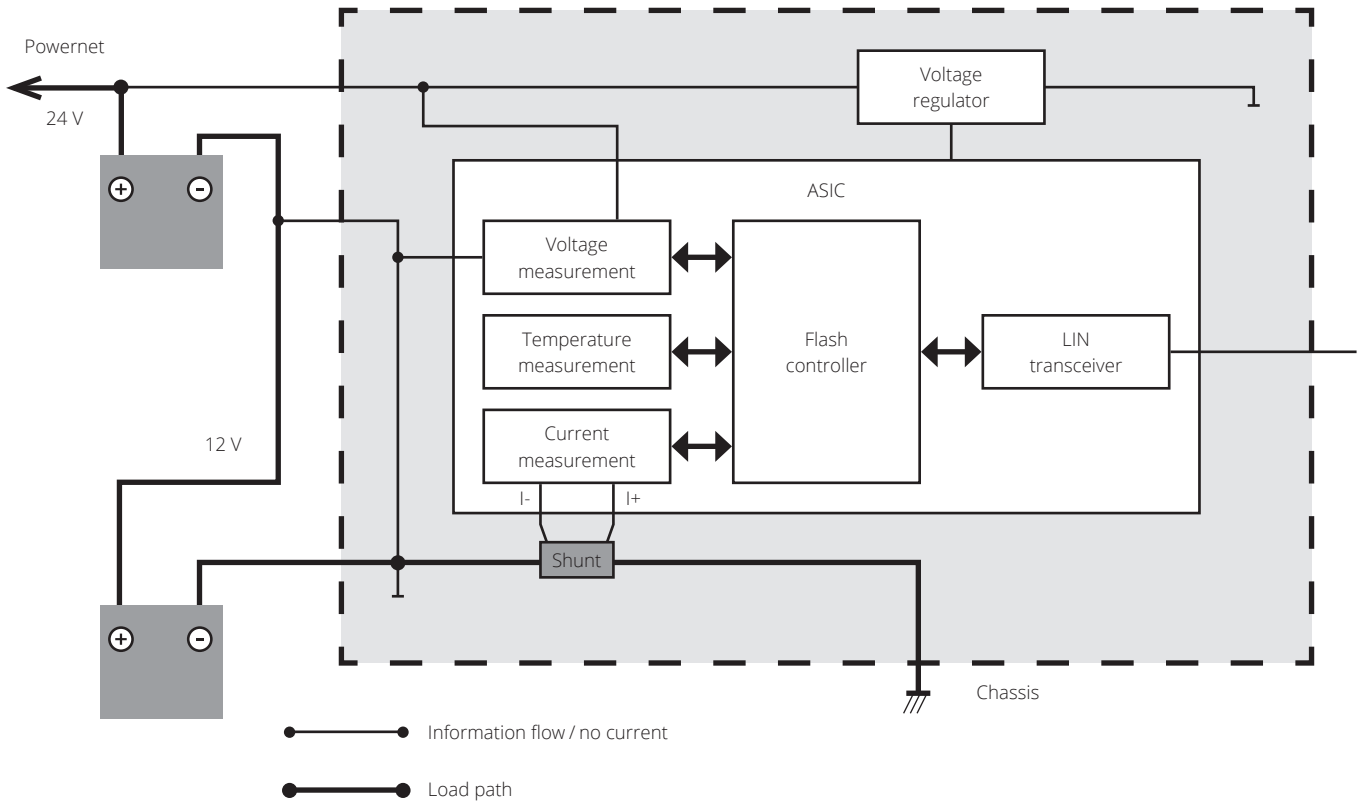 Powernet
24 V
Voltage
regulator
ASIC
+
-
Voltage
measurement
Temperature
measurement
Flash
controller
LIN
transceiver
Current
measurement
12 V
I-
I+
Shunt
+
-
Chassis
Information flow / no current
Load path